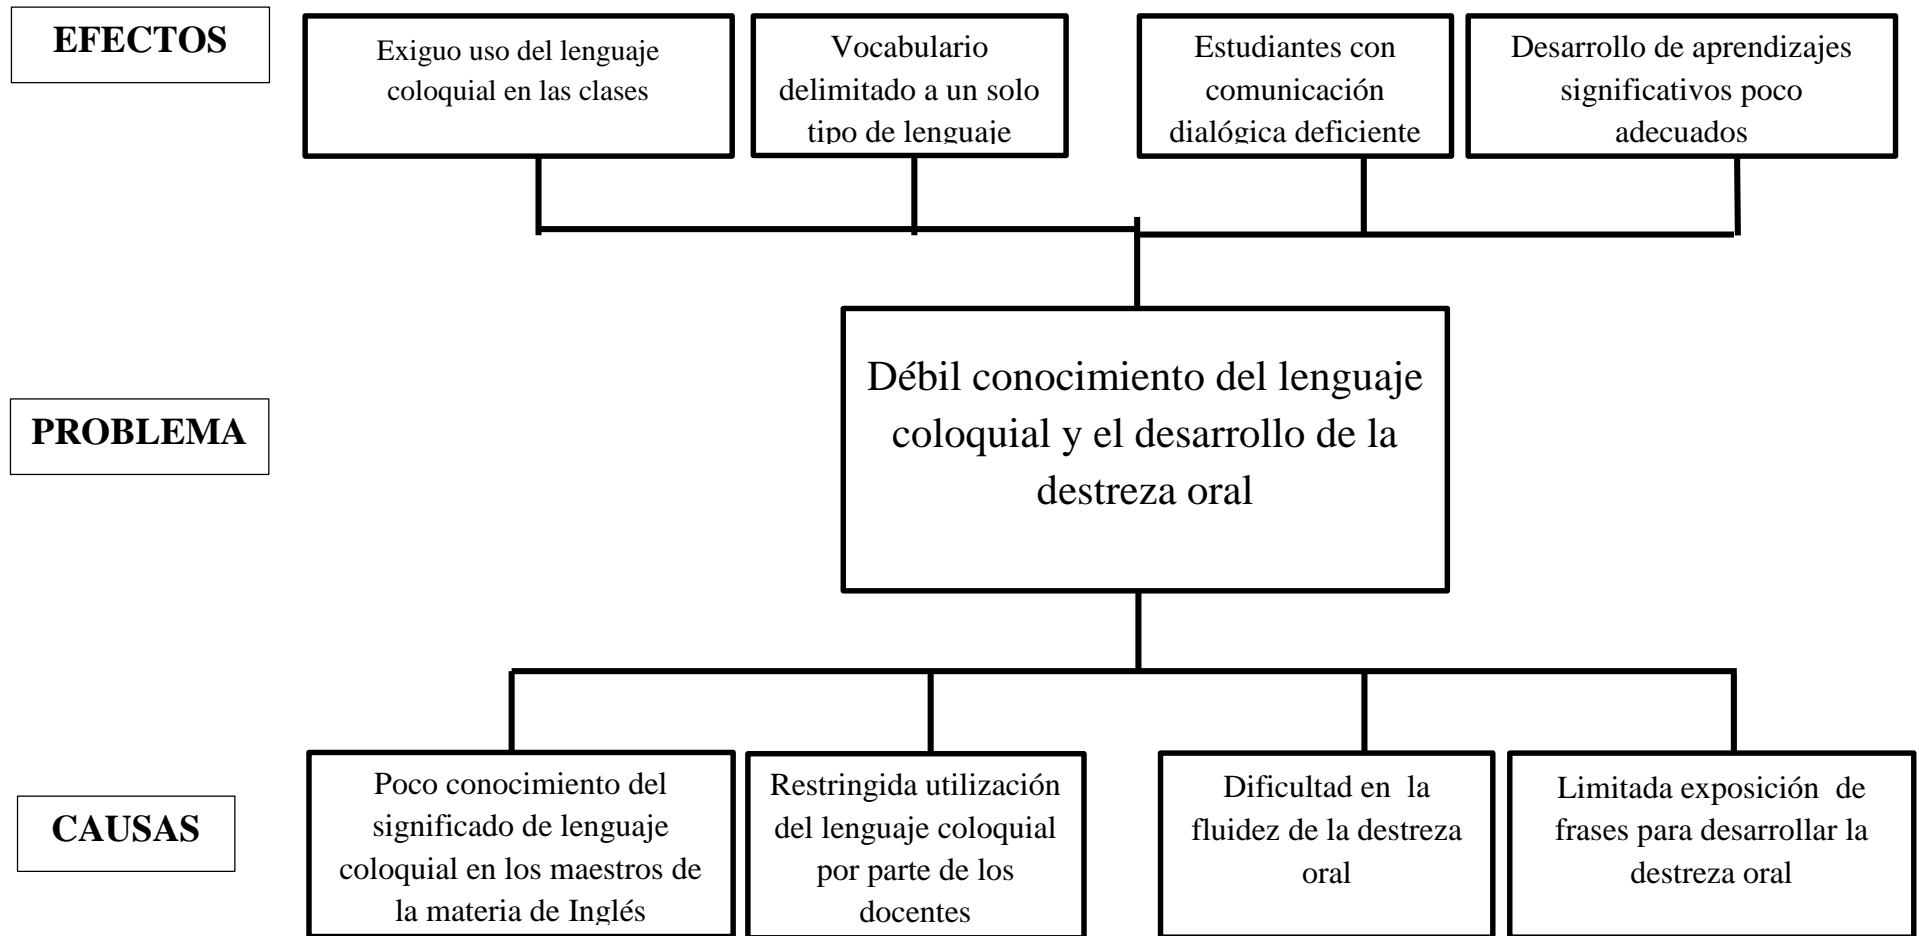 EFECTOS
Exiguo uso del lenguaje
coloquial en las clases
Vocabulario
delimitado a un solo
tipo de lenguaje
Estudiantes con
comunicación
dialógica deficiente
Desarrollo de aprendizajes
significativos poco
adecuados
PROBLEMA
Débil conocimiento del lenguaje
coloquial y el desarrollo de la
destreza oral
CAUSAS
Poco conocimiento del
significado de lenguaje
coloquial en los maestros de
la materia de Inglés
Restringida utilización
del lenguaje coloquial
por parte de los
docentes
Dificultad en  la
fluidez de la destreza
oral
Limitada exposición  de
frases para desarrollar la
destreza oral